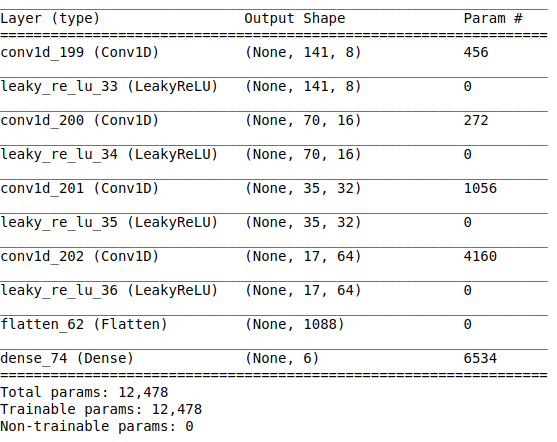 Layer (type) Output Shape Param #
conv1d_199 (Conv1D) (None, 141, 8) 456
leaky_re_lu_33 (LeakyReLU) (None, 141, 8) 0
conv1d_200 (Conv1D) (None, 70, 16) 272
leaky_re_lu_34 (LeakyReLU) (None, 70, 16) 0
conv1d_201 (Conv1D) (None, 35, 32) 1056
leaky_re_lu_35 (LeakyReLU) (None, 35, 32) 0
conv1d_202 (Conv1D) (None, 17, 64) 4160
leaky_re_lu_36 (LeakyReLU) (None, 17, 64) 0
flatten_62 (Flatten) (None, 1088) 0
dense_74 (Dense) (None, 6) 6534
Total params: 12,478
Trainable params: 12,478
Non-trainable params: 0